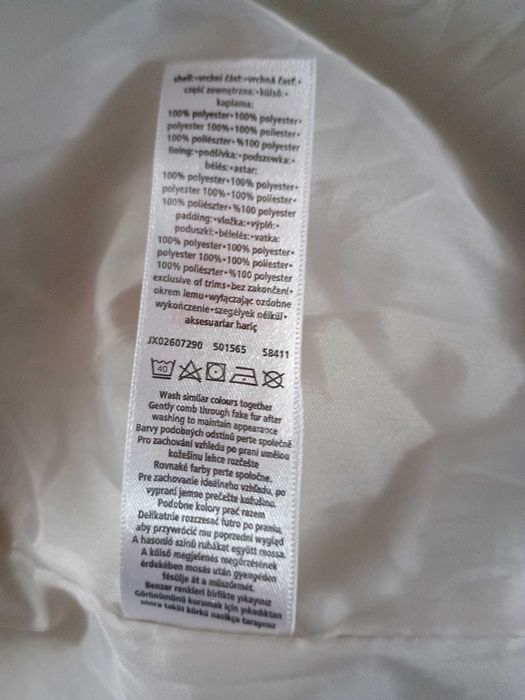 shell:•vrchní část:•vrchná časť:•
część zewnętrzna:•külső:•
kaplama:
100% polyester•100% polyester•
polyester 100%•100% poliester•
100% poliészter•%100 polyester
lining:•podšívka:•podszewka:•
bélés:•astar:
100% polyester•100% polyester•
polyester 100%•100% poliester•
100% poliészter•%100 polyester
padding:•vložka:•výplň:•
poduszki:•bélelés:•vatka:
100% polyester•100% polyester•
polyester 100%•100% poliester•
100% poliészter•%100 polyester
exclusive of trims•bez zakončení•
okrem lemu•wyłączając ozdobne
wykończenie•szegélyek nélkül•
aksesuarlar hariç
JX02607290 501565 58411
40
Wash similar colours together
Gently comb through fake fur after
washing to maintain appearance
Barvy podobných odstínů perte společně
Pro zachování vzhledu po praní umělou
kožešinu lehce rozčešte
Rovnaké farby perte spoločne.
Pre zachovanie ideálneho vzhľadu, po
vypraní jemne prečešte kožušinu.
Podobne kolory prać razem
Delikatnie rozczesać futro po praniu,
aby przywrócić mu poprzedni wygląd
A hasonló színű ruhákat együtt mossa.
A külső megjelenés megőrzésének
érdekében mosás után gyengéden
fésülje át a műszőrmét.
Benzer renkleri birlikte yıkayınız
Görünümünü korumak için yıkadıktan
sonra taklit kürkü nazikçe tarayınız